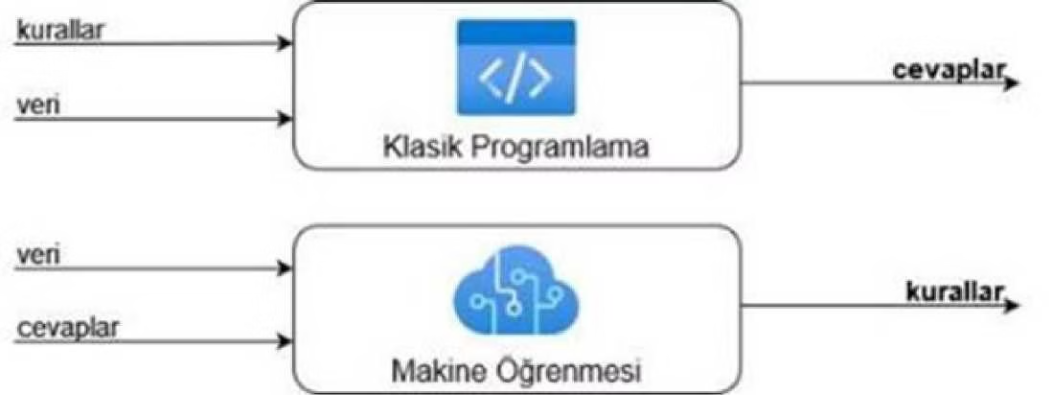 kurallar
veri
</>
Klasik Programlama
cevaplar
veri
cevaplar
Makine Öğrenmesi
kurallar